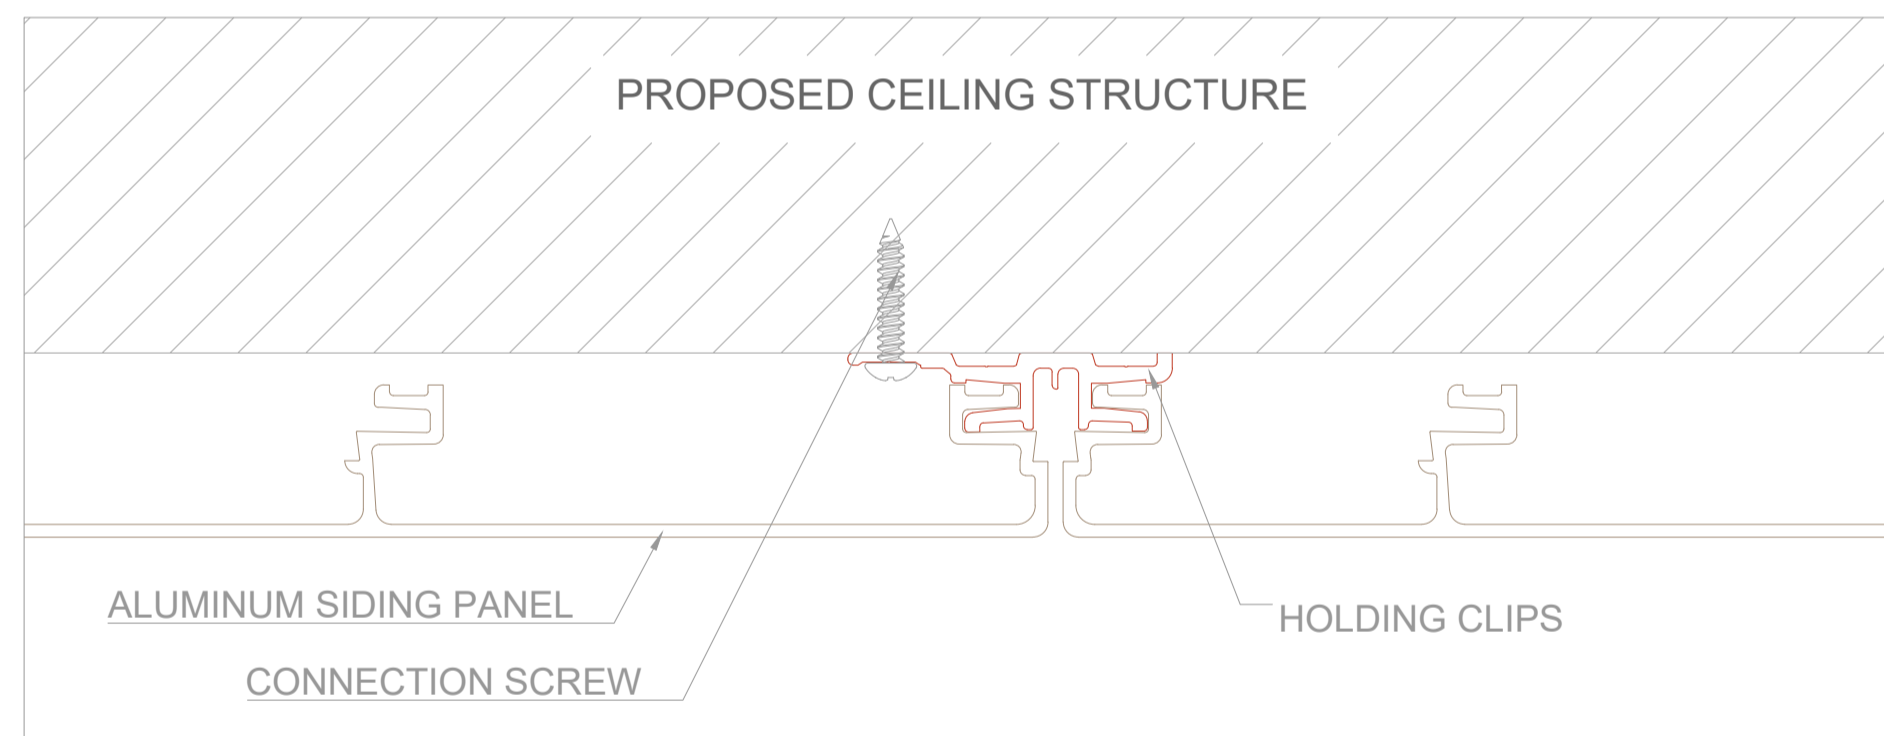 PROPOSED CEILING STRUCTURE
ALUMINUM SIDING PANEL
HOLDING CLIPS
CONNECTION SCREW